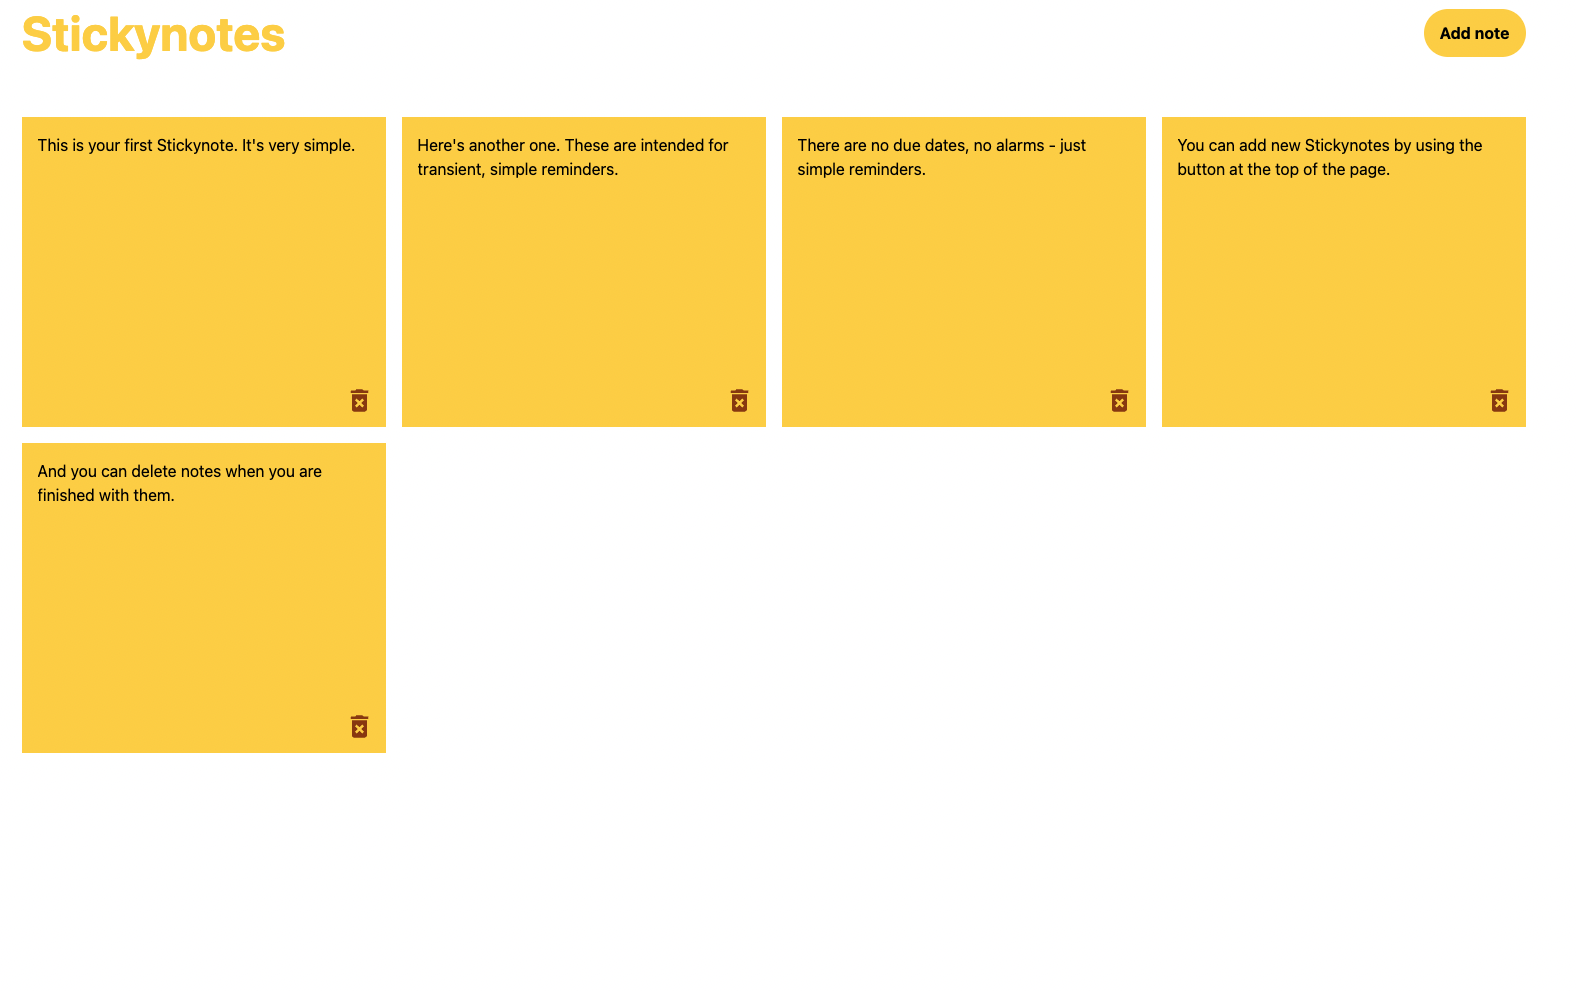 Stickynotes
Add note
This is your first Stickynote. It's very simple.
Here's another one. These are intended for
transient, simple reminders.
There are no due dates, no alarms - just
simple reminders.
You can add new Stickynotes by using the
button at the top of the page.
And you can delete notes when you are
finished with them.